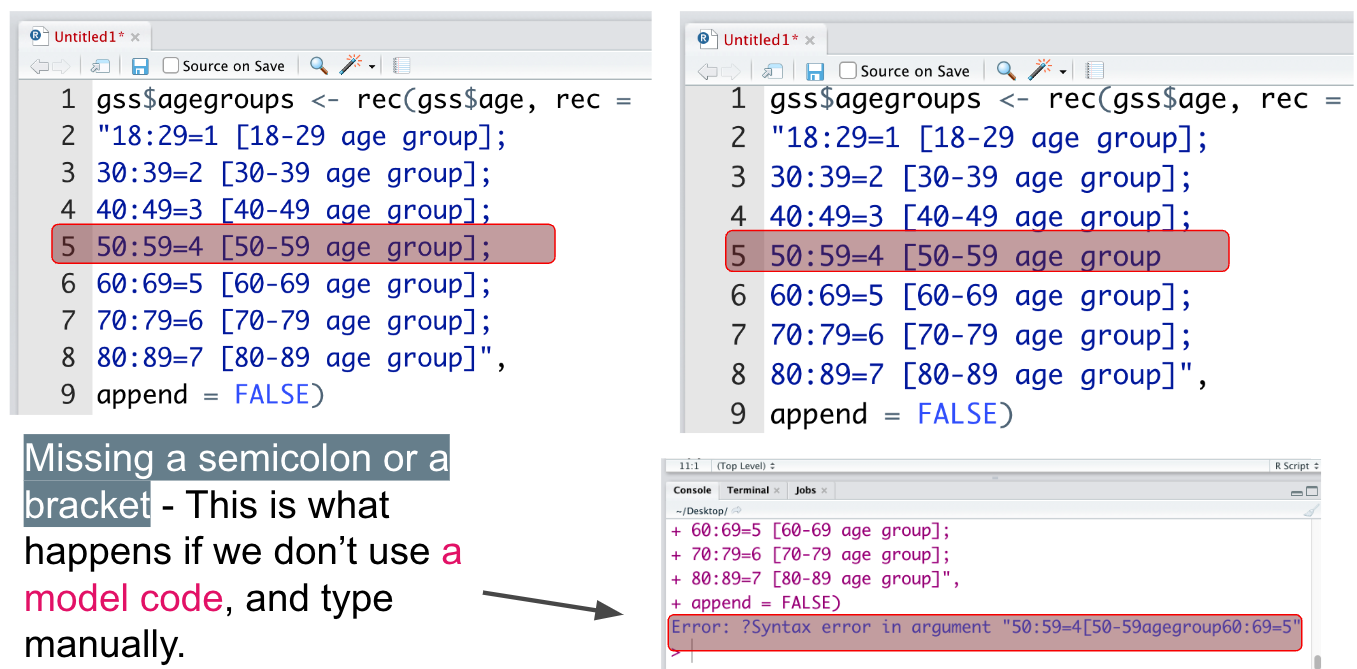 Untitled1* ×
Source on Save
1 gss$agegroups <- rec(gss$age, rec =
2 "18:29=1 [18-29 age group];
3 30:39=2 [30-39 age group];
4 40:49=3 [40-49 age group];
5 50:59=4 [50-59 age group];
6 60:69=5 [60-69 age group];
7 70:79=6 [70-79 age group];
8 80:89=7 [80-89 age group]",
9 append = FALSE)
Untitled1* ×
Source on Save
1 gss$agegroups <- rec(gss$age, rec =
2 "18:29=1 [18-29 age group];
3 30:39=2 [30-39 age group];
4 40:49=3 [40-49 age group];
5 50:59=4 [50-59 age group
6 60:69=5 [60-69 age group];
7 70:79=6 [70-79 age group];
8 80:89=7 [80-89 age group]",
9 append = FALSE)
Missing a semicolon or a
bracket - This is what
happens if we don’t use a
model code, and type
manually.
11:1 (Top Level) R Script
Console Terminal × Jobs ×
~/Desktop/
+ 60:69=5 [60-69 age group];
+ 70:79=6 [70-79 age group];
+ 80:89=7 [80-89 age group]",
+ append = FALSE)
Error: ?Syntax error in argument "50:59=4[50-59agegroup60:69=5"
>